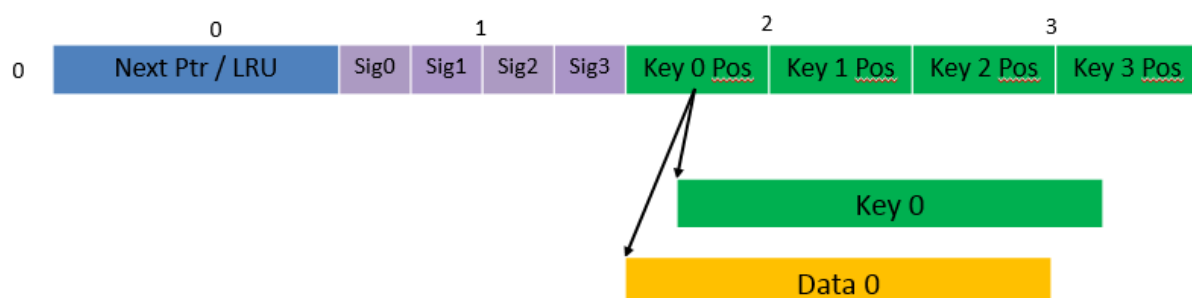 0 1 2 3
0 Next Ptr / LRU Sig0 Sig1 Sig2 Sig3 Key 0 Pos Key 1 Pos Key 2 Pos Key 3 Pos
Key 0
Data 0